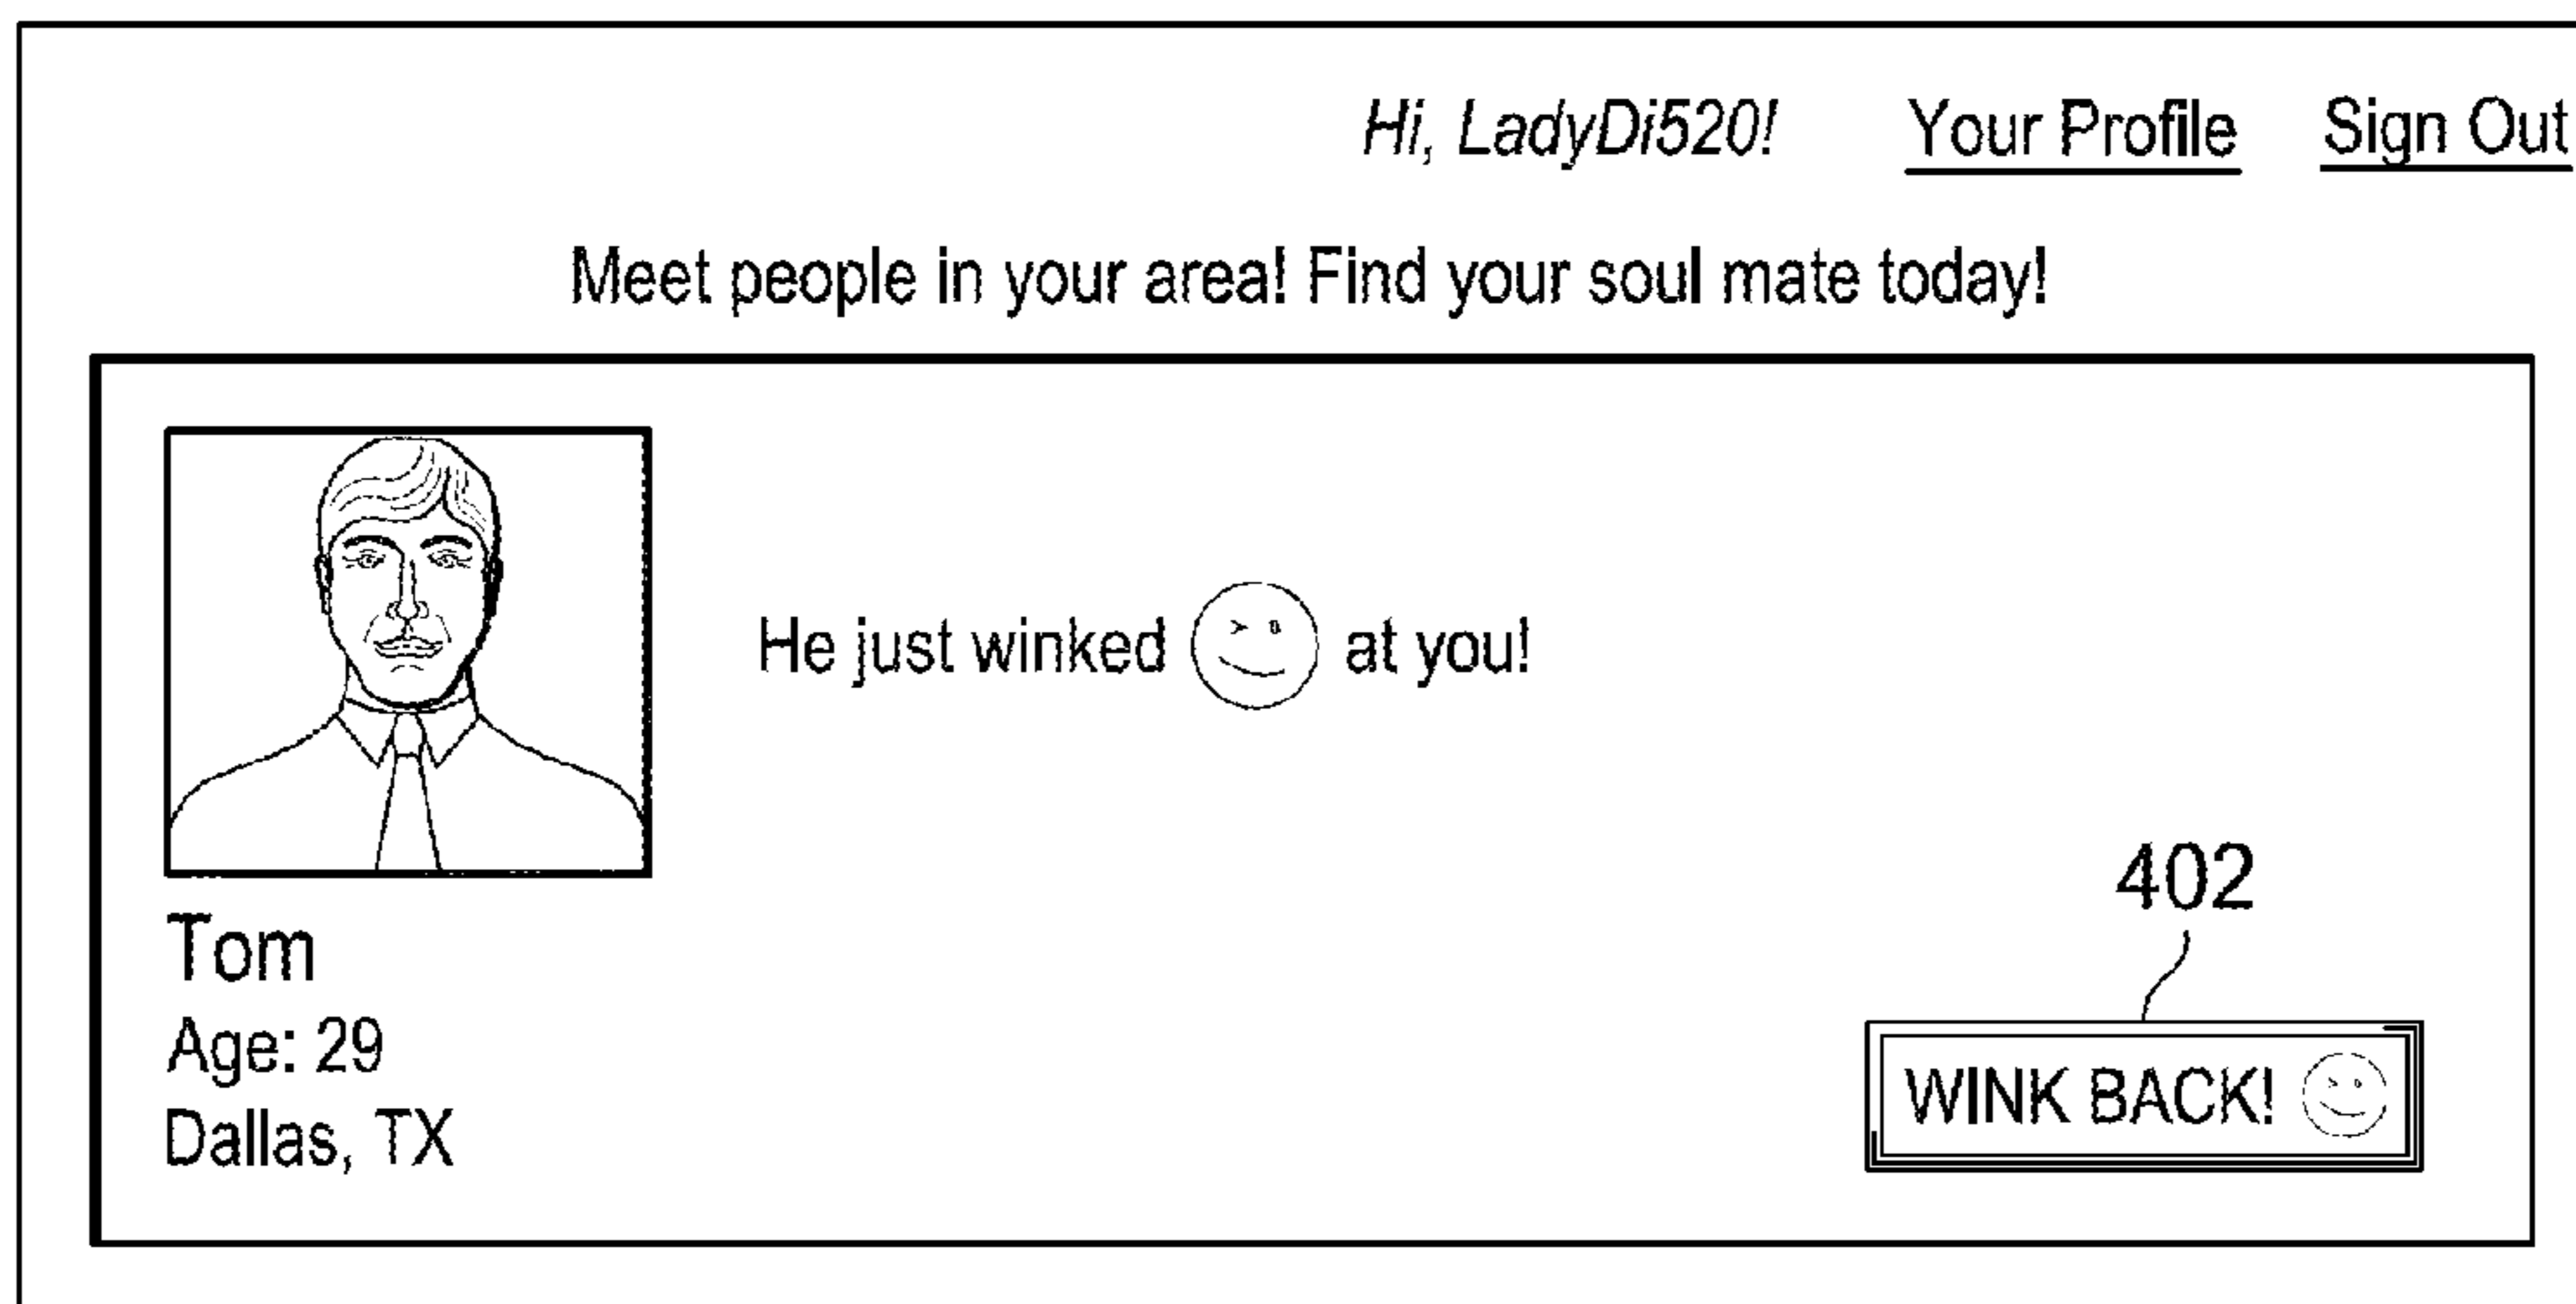 Hi, LadyDi520! Your Profile Sign Out
Meet people in your area! Find your soul mate today!
He just winked at you!
Tom
Age: 29
Dallas, TX
402
WINK BACK!